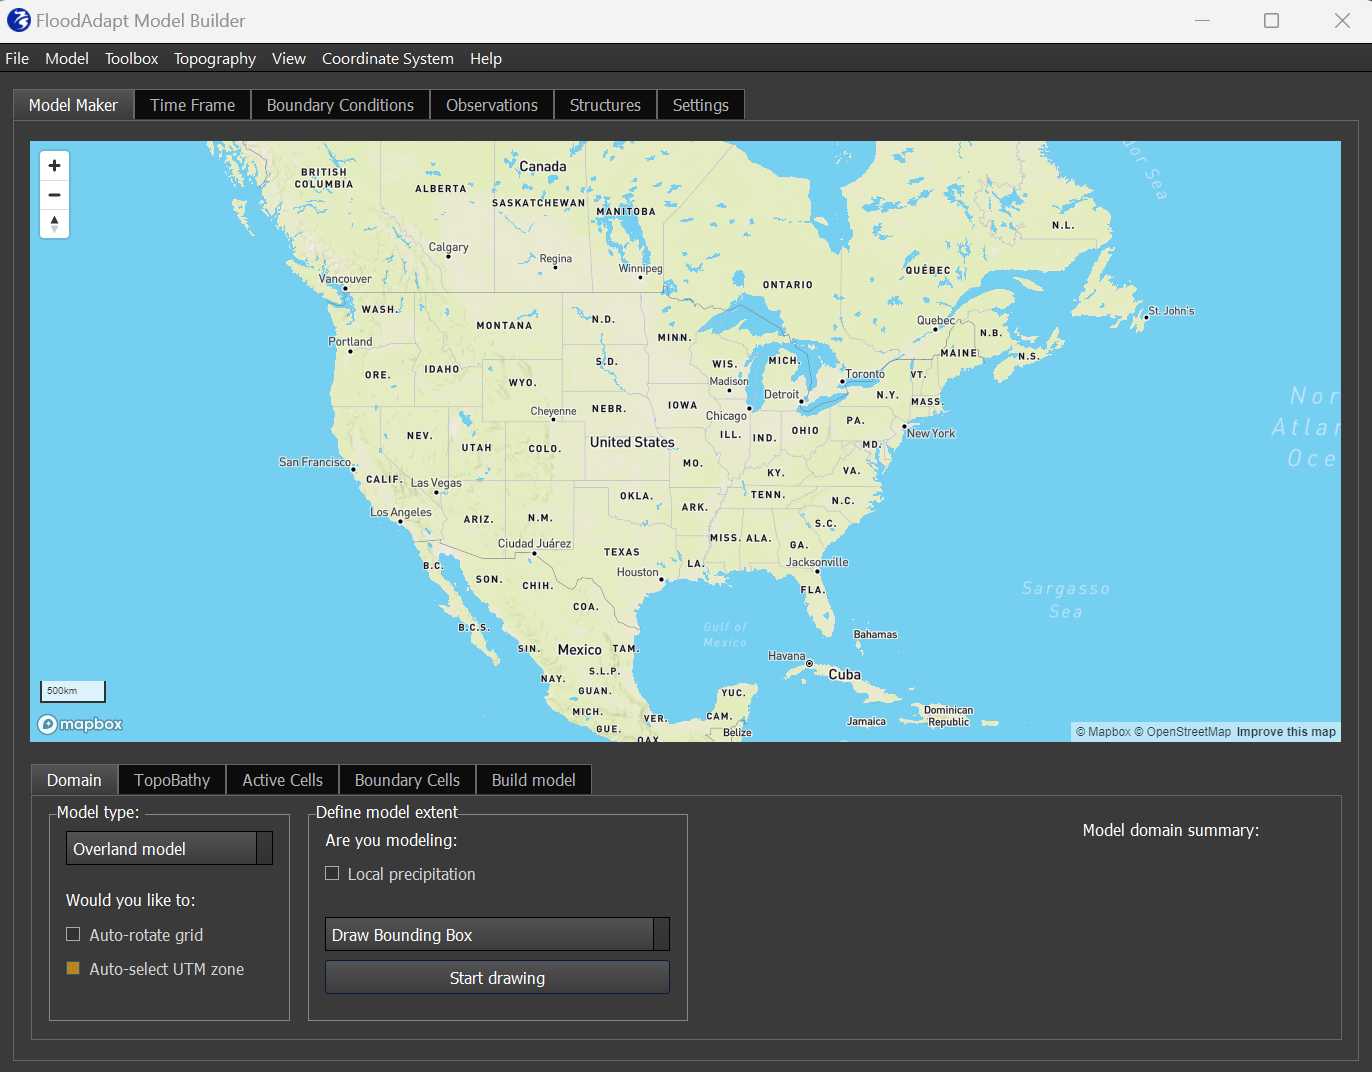 FloodAdapt Model Builder
File Model Toolbox Topography View Coordinate System Help
Model Maker Time Frame Boundary Conditions Observations Structures Settings
Canada
BRITISH
COLUMBIA
ALBERTA
SASKATCHEWAN
MANITOBA
N.L.
Calgary
Regina
Winnipeg
QUÉBEC
Vancouver
ONTARIO
WASH.
Quebec
St. John's
MONTANA
N.D.
MINN.
N.B.
Portland
MAINE
N.S.
ORE.
IDAHO
WYO.
S.D.
WIS.
MICH.
Madison
Toronto
VT.
Detroit
N.Y.
MASS.
Cheyenne
NEBR.
IOWA
Chicago
Nor
Atlan
Oce
NEV.
UTAH
COLO.
United States
ILL.
IND.
OHIO
PA.
MD.
New York
San Francisco
CALIF.
Las Vegas
MO.
KY.
VA.
OKLA.
TENN.
N.C.
Los Angeles
ARIZ.
N.M.
ARK.
S.C.
Ciudad Juárez
TEXAS
MISS.
ALA.
GA.
B.C.
SON.
CHIH.
Houston
LA.
Jacksonville
FLA.
Sargasso
Sea
COA.
B.C.S.
Gulf of
Mexico
Bahamas
SIN.
Mexico
TAM.
Havana
Cuba
NAY.
S.L.P.
GUAN.
YUC.
MICH.
VER.
CAM.
GUE.
OAX.
Belize
Jamaica
Dominican
Republic
500km
mapbox
© Mapbox © OpenStreetMap Improve this map
Domain TopoBathy Active Cells Boundary Cells Build model
Model type:
Overland model
Would you like to:
Auto-rotate grid
Auto-select UTM zone
Define model extent
Are you modeling:
Local precipitation
Draw Bounding Box
Start drawing
Model domain summary: